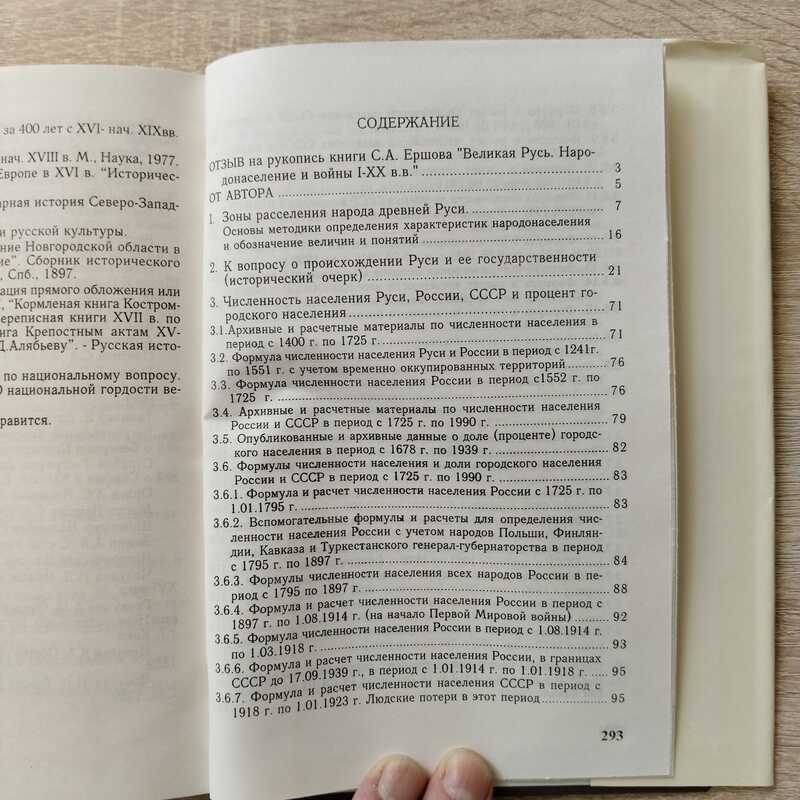 за 400 лет с XVI- нач. XIXвв.
нач. XVIII в. М., Наука, 1977.
Европе в XVI в. "Историчес-
арная история Северо-Запад-
и русской культуры.
ение Новгородской области в
ие". Сборник исторического
, Спб., 1897.
ация прямого обложения или
, "Кормленая книга Костром-
ереписная книги XVII в. по
нига Крепостным актам XV-
Д.Алябьеву". - Русская исто-
по национальному вопросу.
О национальной гордости ве-
равится.
СОДЕРЖАНИЕ
ОТЗЫВ на рукопись книги С.А. Ершова "Великая Русь. Наро-
донаселение и войны I-XX в.в." 3
ОТ АВТОРА 5
1. Зоны расселения народа древней Руси. 7
Основы методики определения характеристик народонаселения
и обозначение величин и понятий 16
2. К вопросу о происхождении Руси и ее государственности
(исторический очерк) 21
3. Численность населения Руси, России, СССР и процент го-
родского населения 71
3.1.Архивные и расчетные материалы по численности населения в
период с 1400 г. по 1725 г. 71
3.2. Формула численности населения Руси и России в период с 1241г.
по 1551 г. с учетом временно оккупированных территорий 76
3.3. Формула численности населения России в период с1552 г. по
1725 г. 76
3.4. Архивные и расчетные материалы по численности населения
России и СССР в период с 1725 г. по 1990 г. 79
3.5. Опубликованные и архивные данные о доле (проценте) городс-
кого населения в период с 1678 г. по 1939 г. 82
3.6. Формулы численности населения и доли городского населения
России и СССР в период с 1725 г. по 1990 г. 83
3.6.1. Формула и расчет численности населения России с 1725 г. по
1.01.1795 г. 83
3.6.2. Вспомогательные формулы и расчеты для определения чис-
ленности населения России с учетом народов Польши, Финлян-
дии, Кавказа и Туркестанского генерал-губернаторства в период
с 1795 г. по 1897 г. 84
3.6.3. Формулы численности населения всех народов России в пе-
риод с 1795 по 1897 г. 88
3.6.4. Формула и расчет численности населения России в период с
1897 г. по 1.08.1914 г. (на начало Первой Мировой войны) 92
3.6.5. Формула численности населения России в период с 1.08.1914 г.
по 1.03.1918 г. 93
3.6.6. Формула и расчет численности населения России, в границах
СССР до 17.09.1939 г., в период с 1.01.1914 г. по 1.01.1918 г. 95
3.6.7. Формула и расчет численности населения СССР в период с
1918 г. по 1.01.1923 г. Людские потери в этот период 95
293